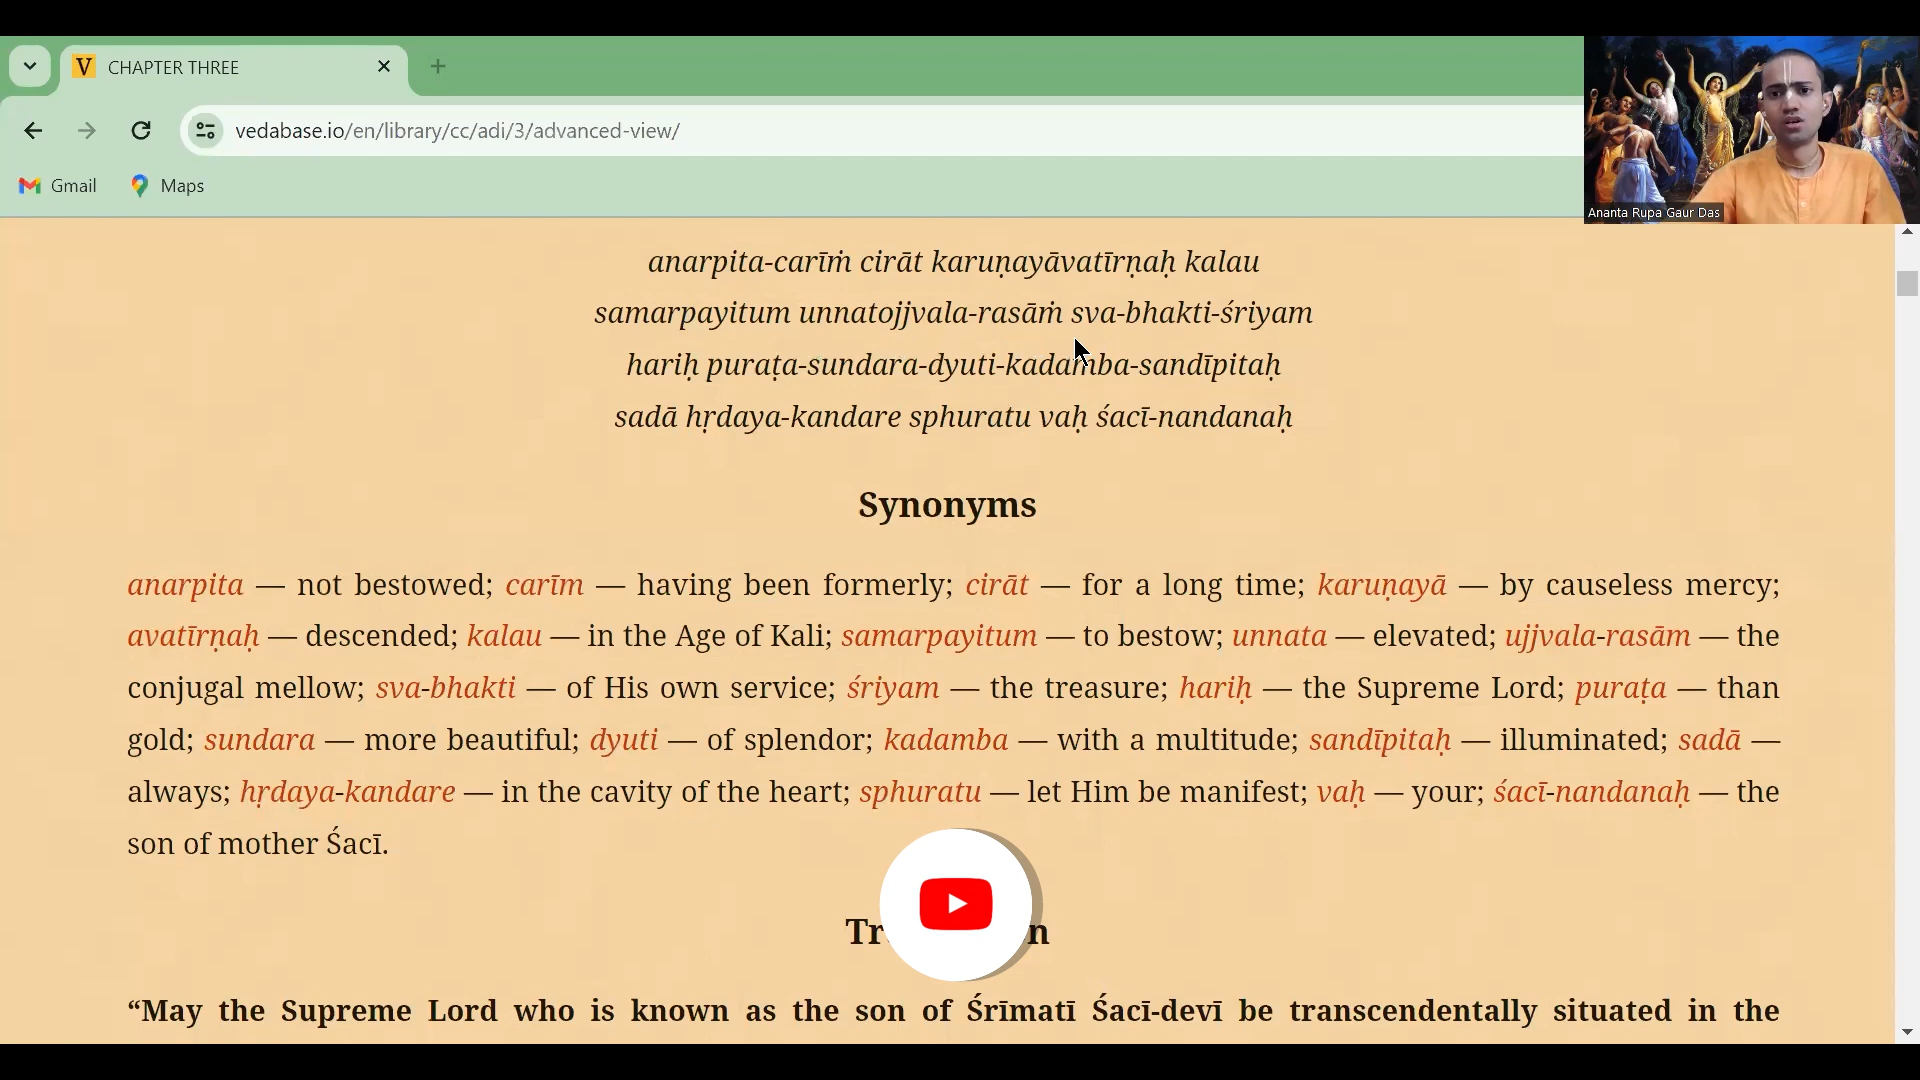 CHAPTER THREE
vedabase.io/en/library/cc/adi/3/advanced-view/
Gmail Maps
Ananta Rupa Gaur Das
anarpita-carīṁ cirāt karuṇayāvatīrṇaḥ kalau
samarpayitum unnatojjvala-rasāṁ sva-bhakti-śriyam
hariḥ puraṭa-sundara-dyuti-kadamba-sandīpitaḥ
sadā hṛdaya-kandare sphuratu vaḥ śacī-nandanaḥ
Synonyms
anarpita — not bestowed; carīm — having been formerly; cirāt — for a long time; karuṇayā — by causeless mercy;
avatīrṇaḥ — descended; kalau — in the Age of Kali; samarpayitum — to bestow; unnata — elevated; ujjvala-rasām — the
conjugal mellow; sva-bhakti — of His own service; śriyam — the treasure; hariḥ — the Supreme Lord; puraṭa — than
gold; sundara — more beautiful; dyuti — of splendor; kadamba — with a multitude; sandīpitaḥ — illuminated; sadā —
always; hṛdaya-kandare — in the cavity of the heart; sphuratu — let Him be manifest; vaḥ — your; śacī-nandanaḥ — the
son of mother Śacī.
“May the Supreme Lord who is known as the son of Śrīmatī Śacī-devī be transcendentally situated in the